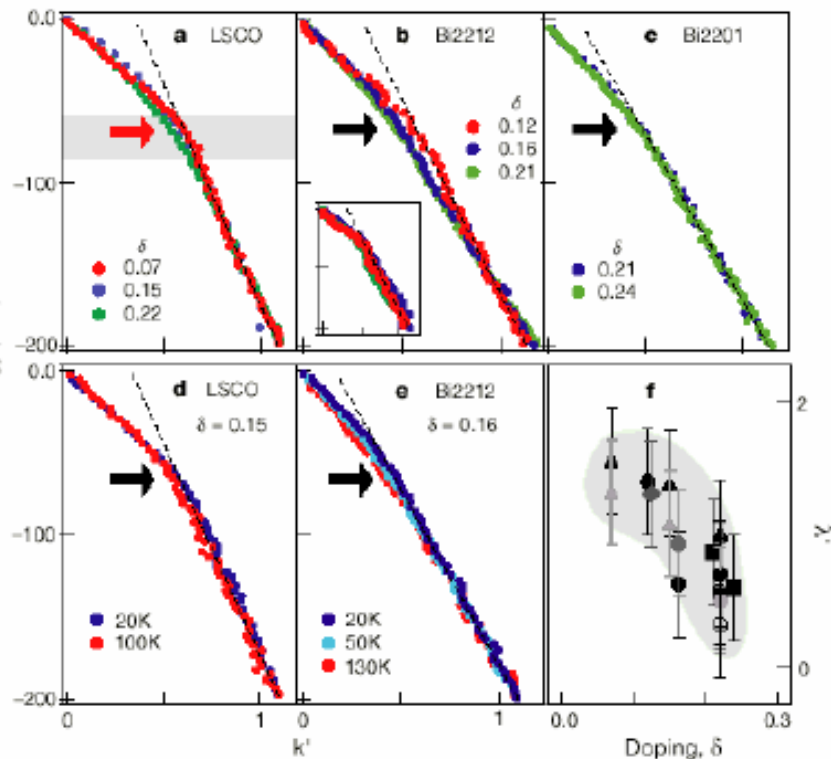 0.0
a LSCO
b Bi2212
c Bi2201
δ
0.12
0.16
0.21
−100
δ
0.07
0.15
0.22
δ
0.21
0.24
−200
0.0
d LSCO
δ = 0.15
e Bi2212
δ = 0.16
f
2
−100
λ'
20K
100K
20K
50K
130K
0
−200
0
1
0
1
0.0
0.3
k'
Doping, δ